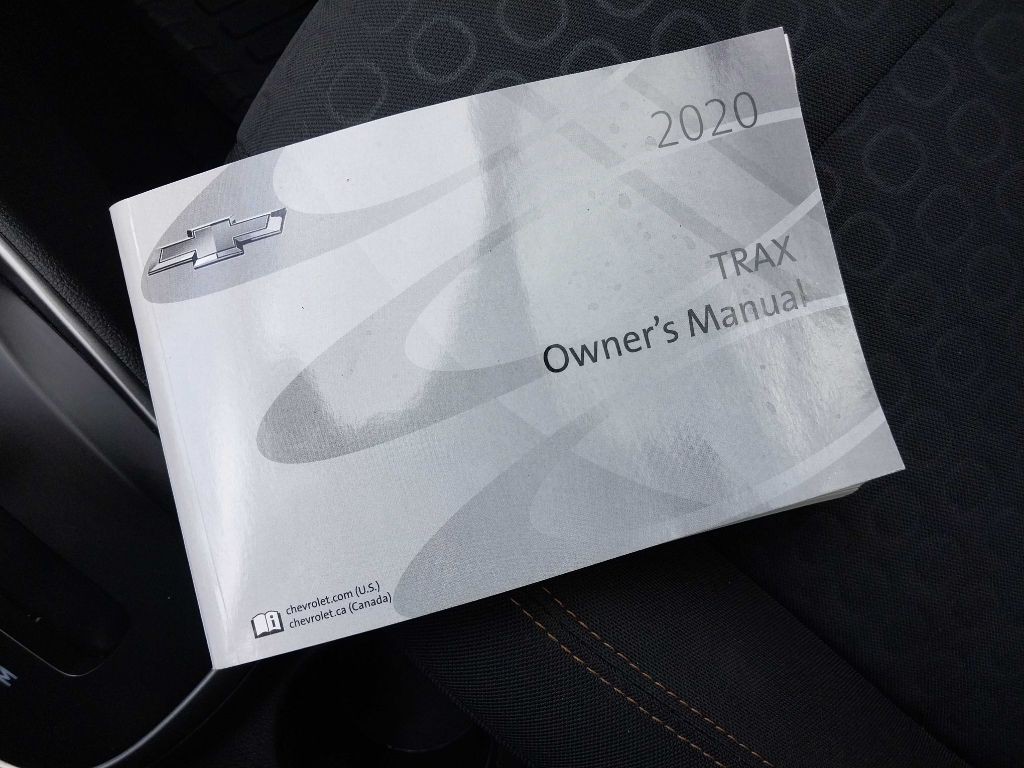 2020
TRAX
Owner's Manual
chevrolet.com (U.S.)
chevrolet.ca (Canada)
M